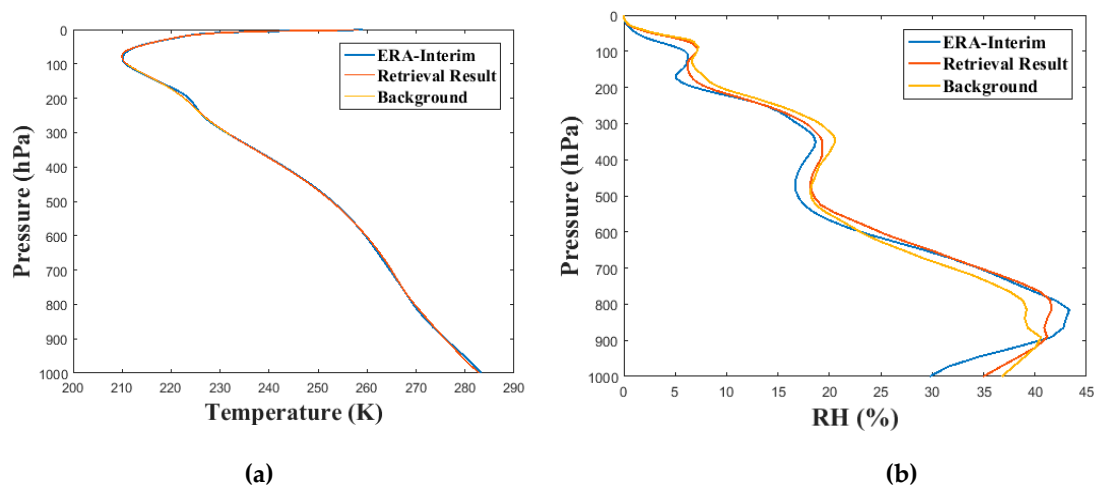 0
100
200
300
400
500
600
700
800
900
1000
Pressure (hPa)
200 210 220 230 240 250 260 270 280 290
Temperature (K)
ERA-Interim
Retrieval Result
Background
(a)
0
100
200
300
400
500
600
700
800
900
1000
Pressure (hPa)
0 5 10 15 20 25 30 35 40 45
RH (%)
ERA-Interim
Retrieval Result
Background
(b)